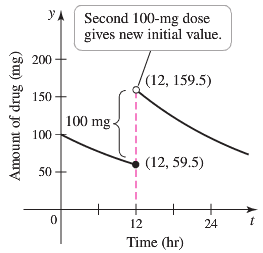 y
Second 100-mg dose
gives new initial value.
200
(12, 159.5)
150
100 mg
100
(12, 59.5)
50
0
12
24
t
Time (hr)
Amount of drug (mg)